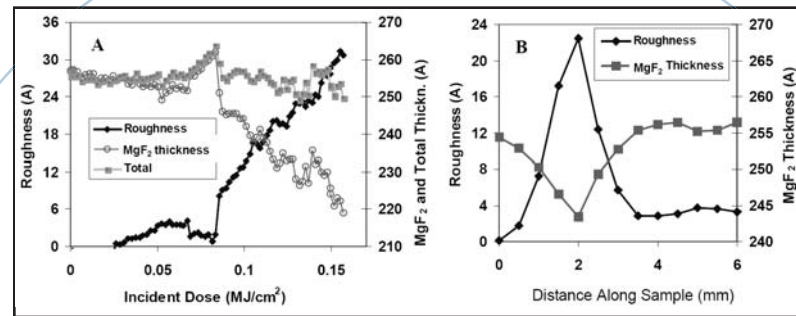 A
Roughness (A)
36
30
24
18
12
6
0
Roughness
MgF2 thickness
Total
270
260
250
240
230
220
210
MgF2 and Total Thickn. (A)
0
0.05
0.1
0.15
Incident Dose (MJ/cm2)
B
Roughness (A)
24
20
16
12
8
4
0
Roughness
MgF2 Thickness
270
265
260
255
250
245
240
MgF2 Thickness (A)
0
2
4
6
Distance Along Sample (mm)